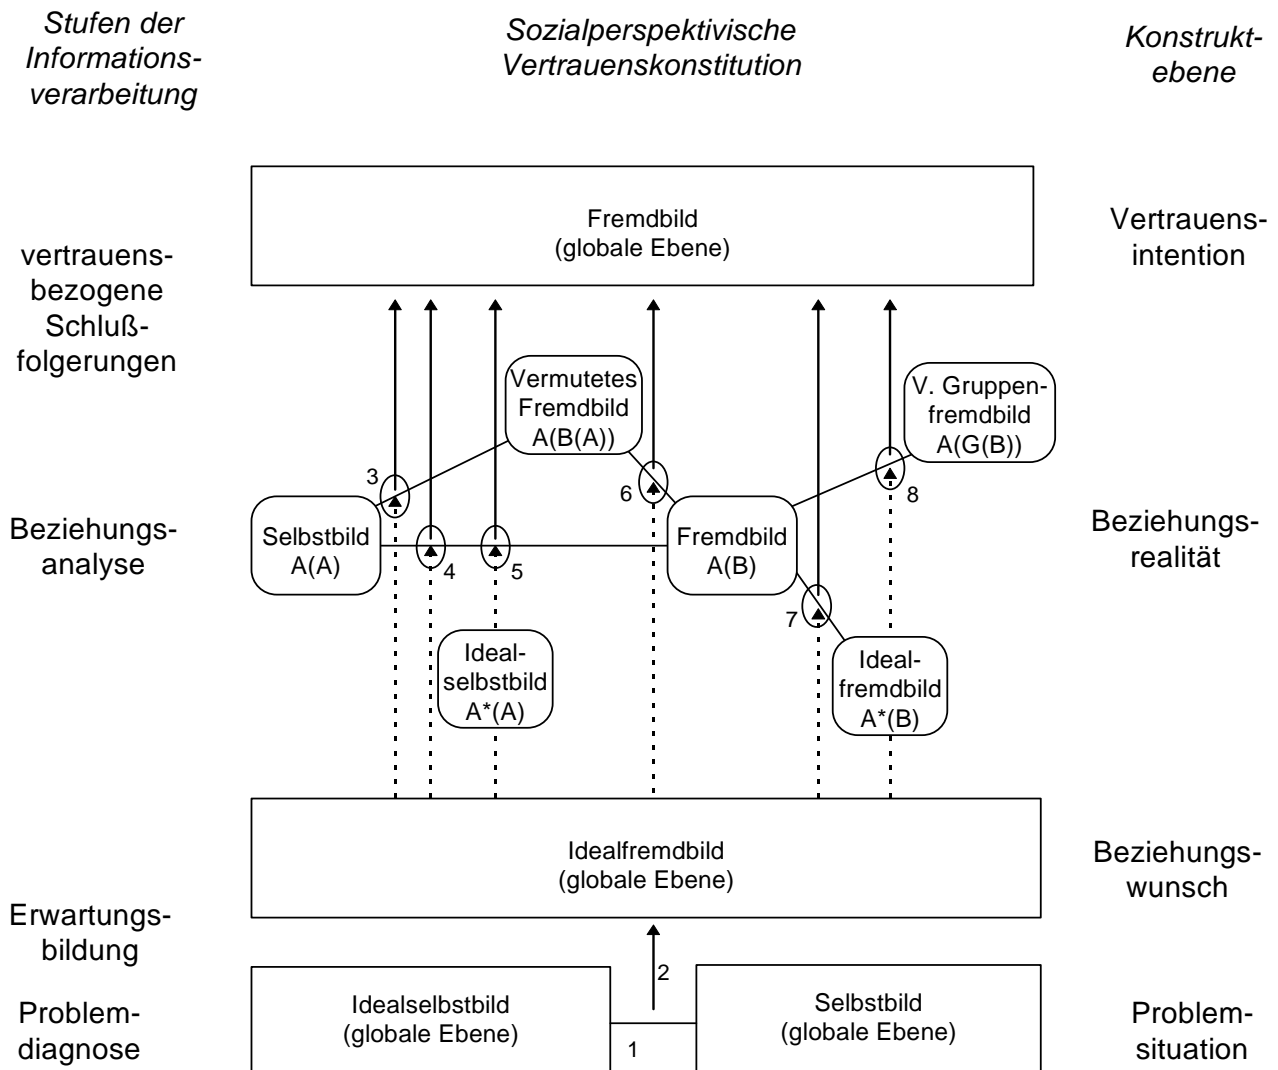 Stufen der
Informations-
verarbeitung
Sozialperspektivische
Vertrauenskonstitution
Konstrukt-
ebene
Fremdbild
(globale Ebene)
Vertrauens-
intention
vertrauens-
bezogene
Schluß-
folgerungen
Vermutetes
Fremdbild
A(B(A))
V. Gruppen-
fremdbild
A(G(B))
3
6
8
Beziehungs-
analyse
Selbstbild
A(A)
4
5
Fremdbild
A(B)
Beziehungs-
realität
7
Ideal-
selbstbild
A*(A)
Ideal-
fremdbild
A*(B)
Idealfremdbild
(globale Ebene)
Beziehungs-
wunsch
Erwartungs-
bildung
2
Problem-
diagnose
Idealselbstbild
(globale Ebene)
1
Selbstbild
(globale Ebene)
Problem-
situation